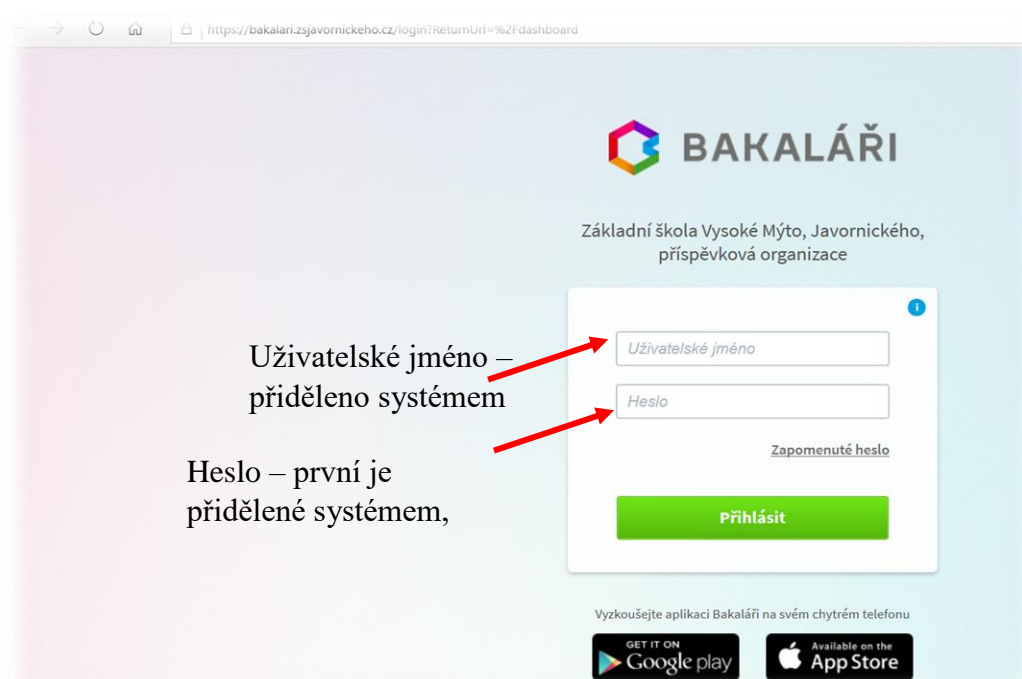 https://bakalari.zsjavornickeho.cz/login?ReturnUrl=%2Fdashboard
BAKALÁŘI
Základní škola Vysoké Mýto, Javornického,
příspěvková organizace
i
Uživatelské jméno –
přiděleno systémem
Uživatelské jméno
Heslo
Zapomenuté heslo
Heslo – první je
přidělené systémem,
Přihlásit
Vyzkoušejte aplikaci Bakaláři na svém chytrém telefonu
GET IT ON
Google play
Available on the
App Store